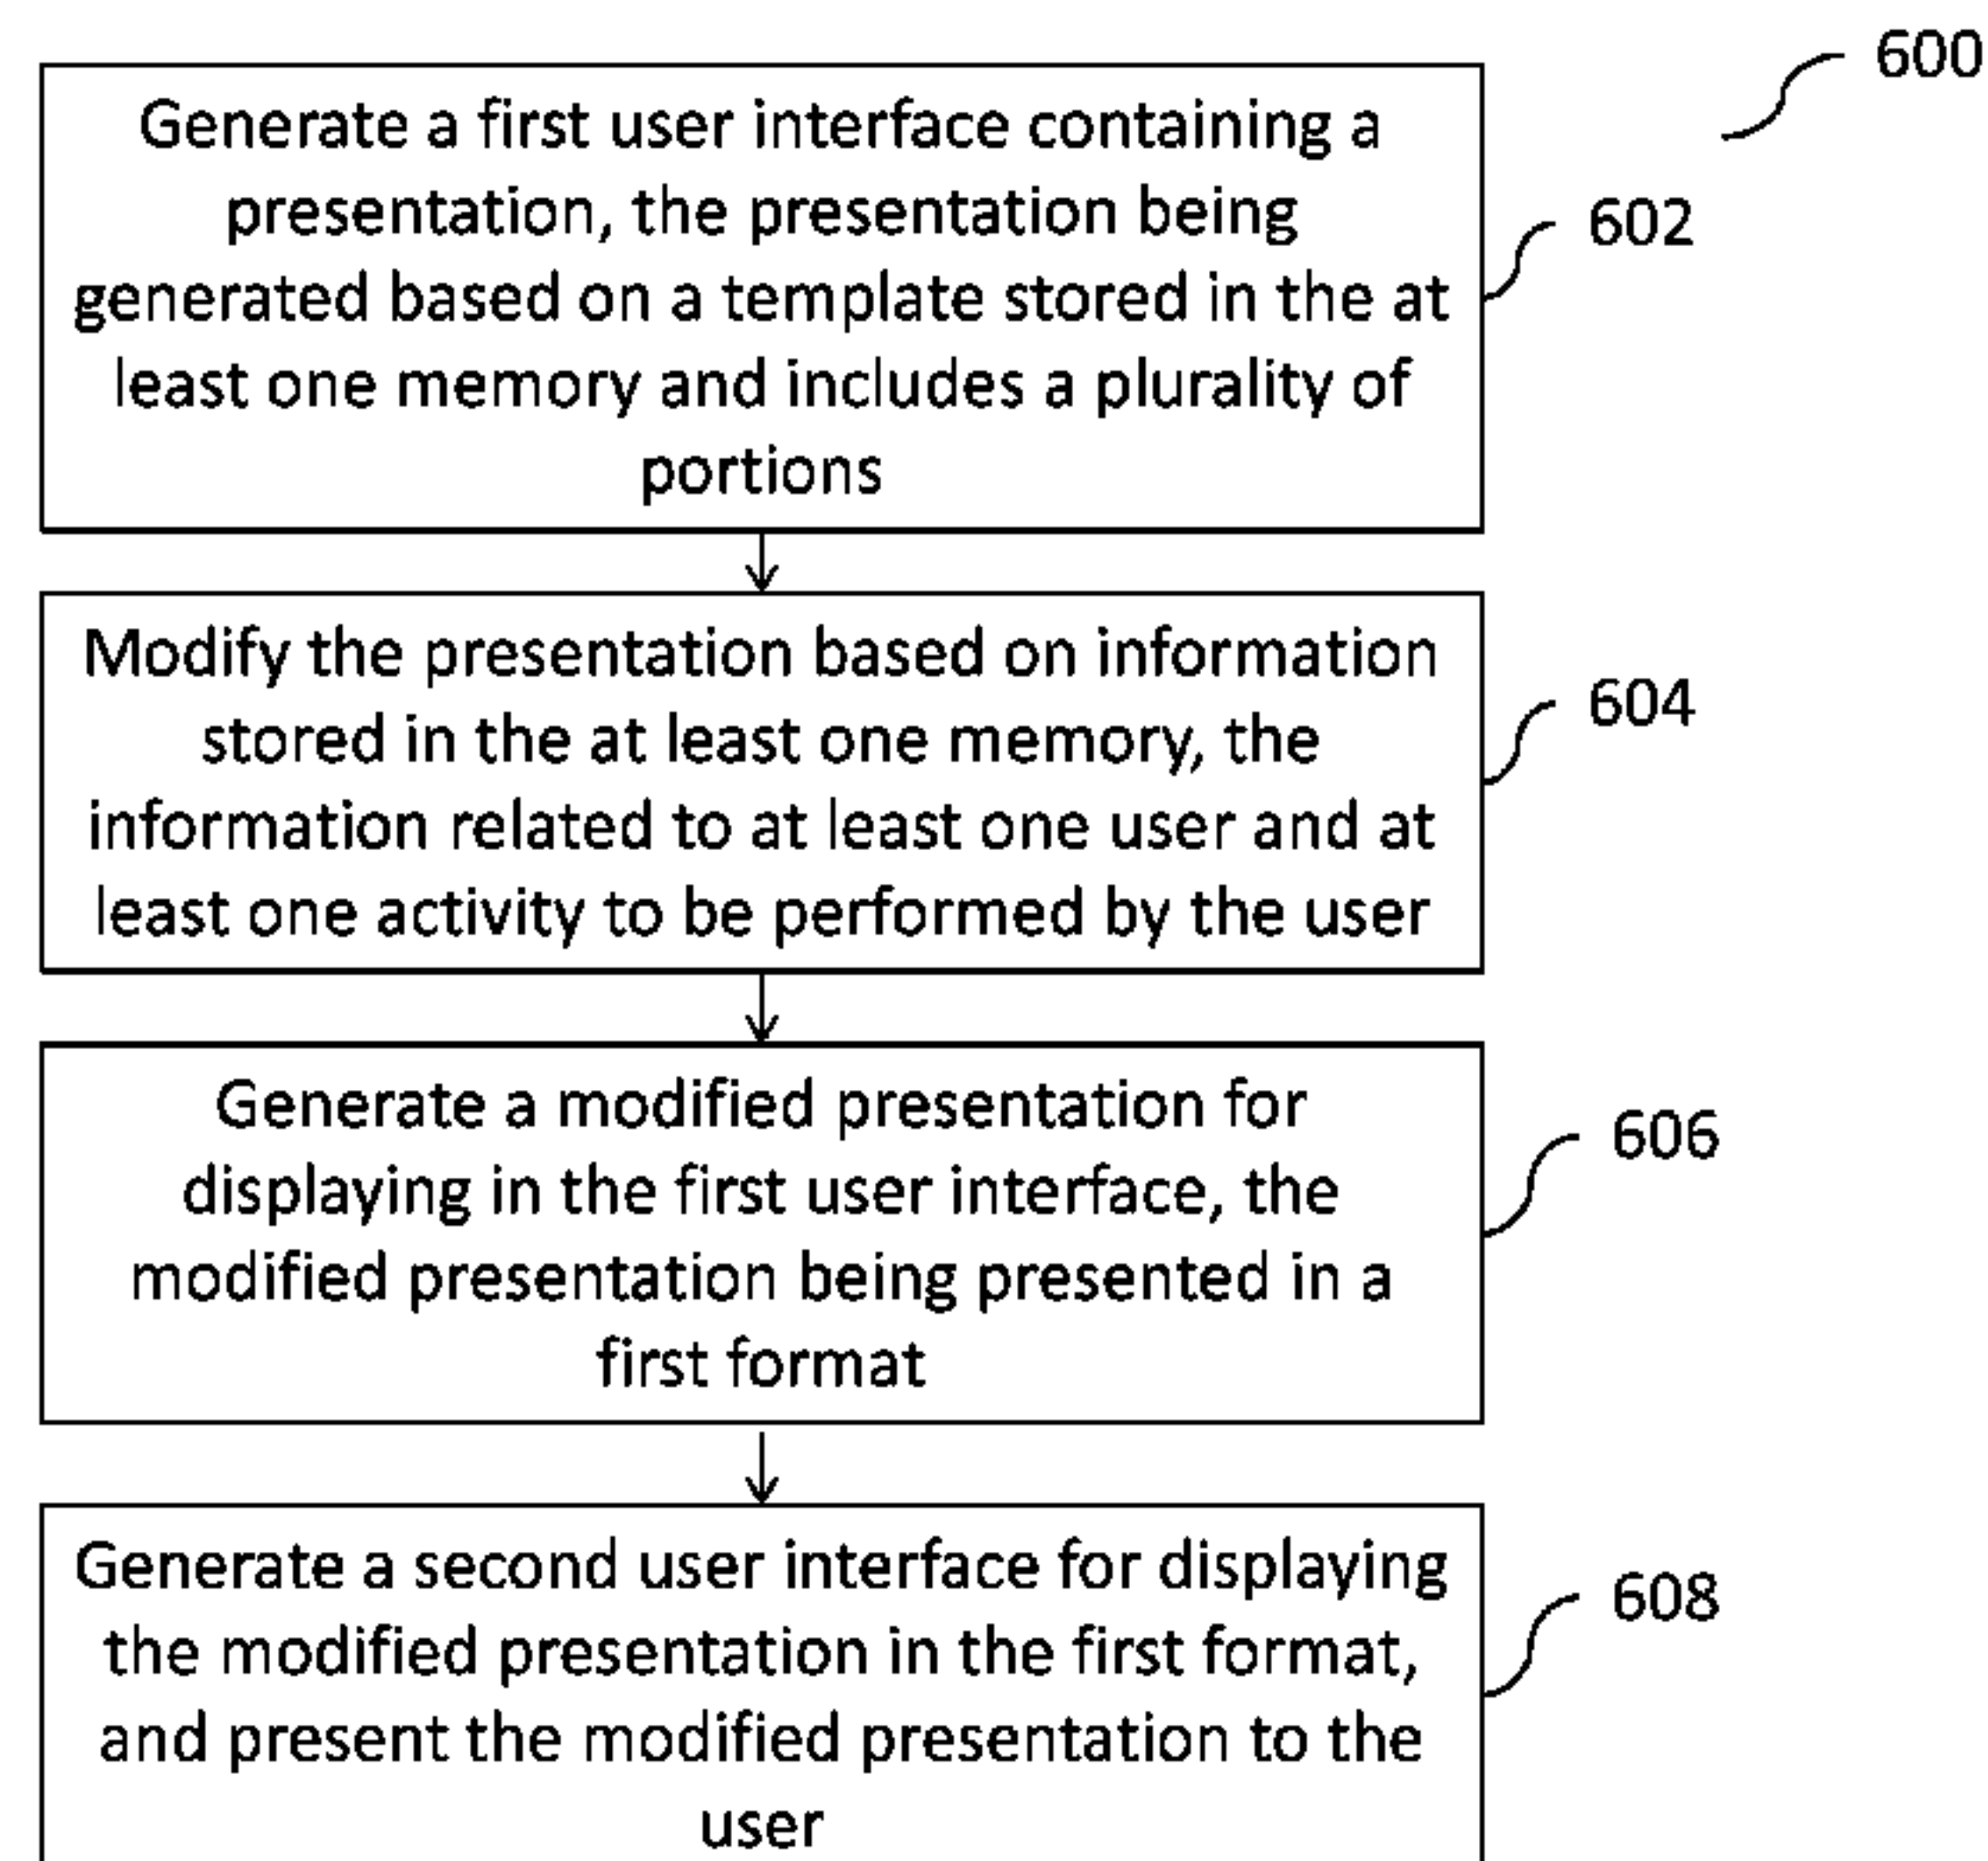 600
Generate a first user interface containing a
presentation, the presentation being
generated based on a template stored in the at
least one memory and includes a plurality of
portions
602
Modify the presentation based on information
stored in the at least one memory, the
information related to at least one user and at
least one activity to be performed by the user
604
Generate a modified presentation for
displaying in the first user interface, the
modified presentation being presented in a
first format
606
Generate a second user interface for displaying
the modified presentation in the first format,
and present the modified presentation to the
user
608